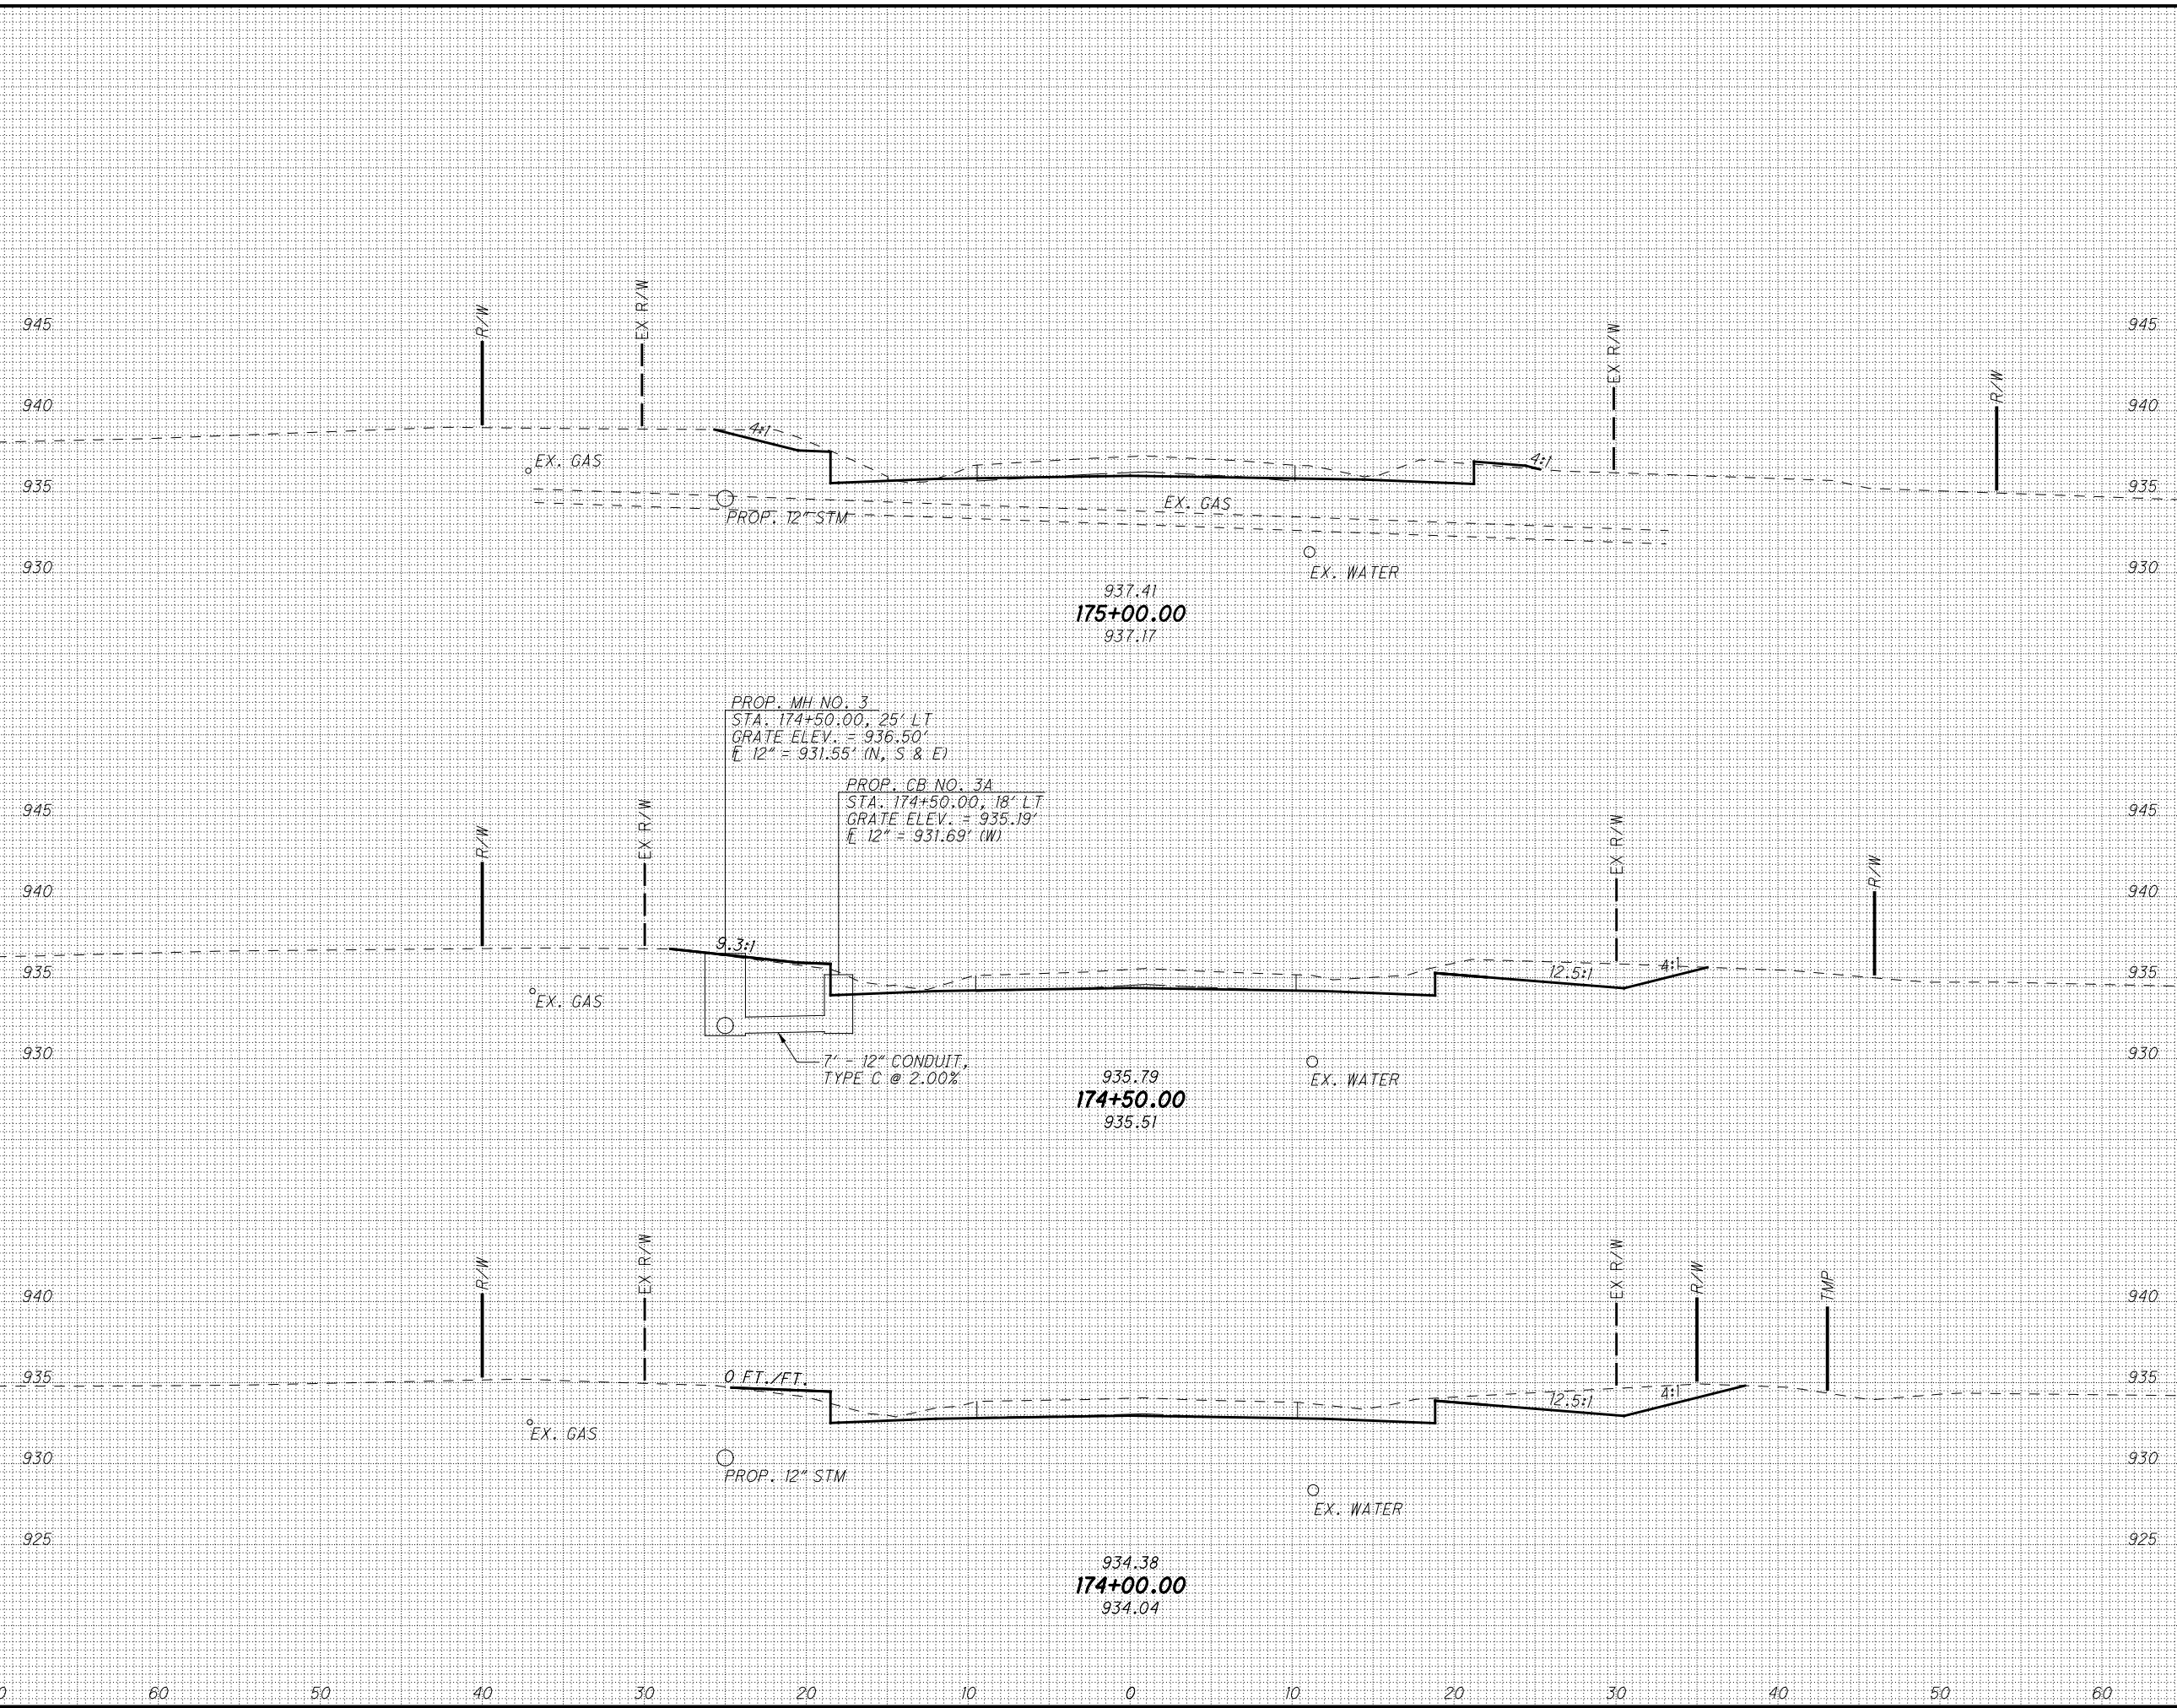 EX R/W
R/W
945
945
EX R/W
R/W
940
940
4:1
4:1
EX. GAS
935
935
EX. GAS
PROP. 12" STM
930
930
EX. WATER
937.41
175+00.00
937.17
PROP. MH NO. 3
STA. 174+50.00, 25' LT
GRATE ELEV. = 936.50'
FL 12" = 931.55' (N, S & E)
PROP. CB NO. 3A
STA. 174+50.00, 18' LT
GRATE ELEV. = 935.19'
FL 12" = 931.69' (W)
945
945
EX R/W
R/W
EX R/W
R/W
940
940
9.3:1
12.5:1
4:1
935
935
EX. GAS
930
930
7' - 12" CONDUIT,
TYPE C @ 2.00%
EX. WATER
935.79
174+50.00
935.51
EX R/W
R/W
EX R/W
R/W
TMP
940
940
935
935
0 FT./FT.
12.5:1
4:1
EX. GAS
930
930
PROP. 12" STM
EX. WATER
925
925
934.38
174+00.00
934.04
0
60
50
40
30
20
10
0
10
20
30
40
50
60